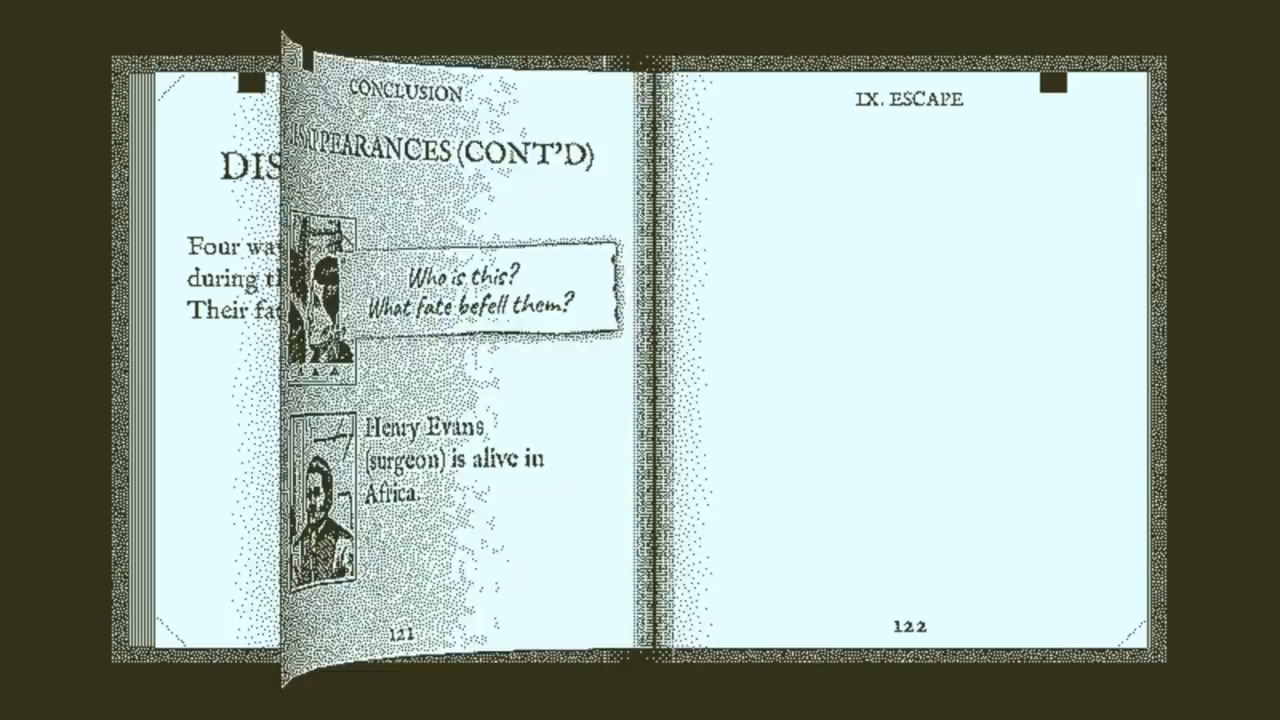 DIS
Four wa
during t
Their fa
CONCLUSION
DISAPPEARANCES (CONT'D)
Who is this?
What fate befell them?
Henry Evans
(surgeon) is alive in
Africa.
121
IX. ESCAPE
122